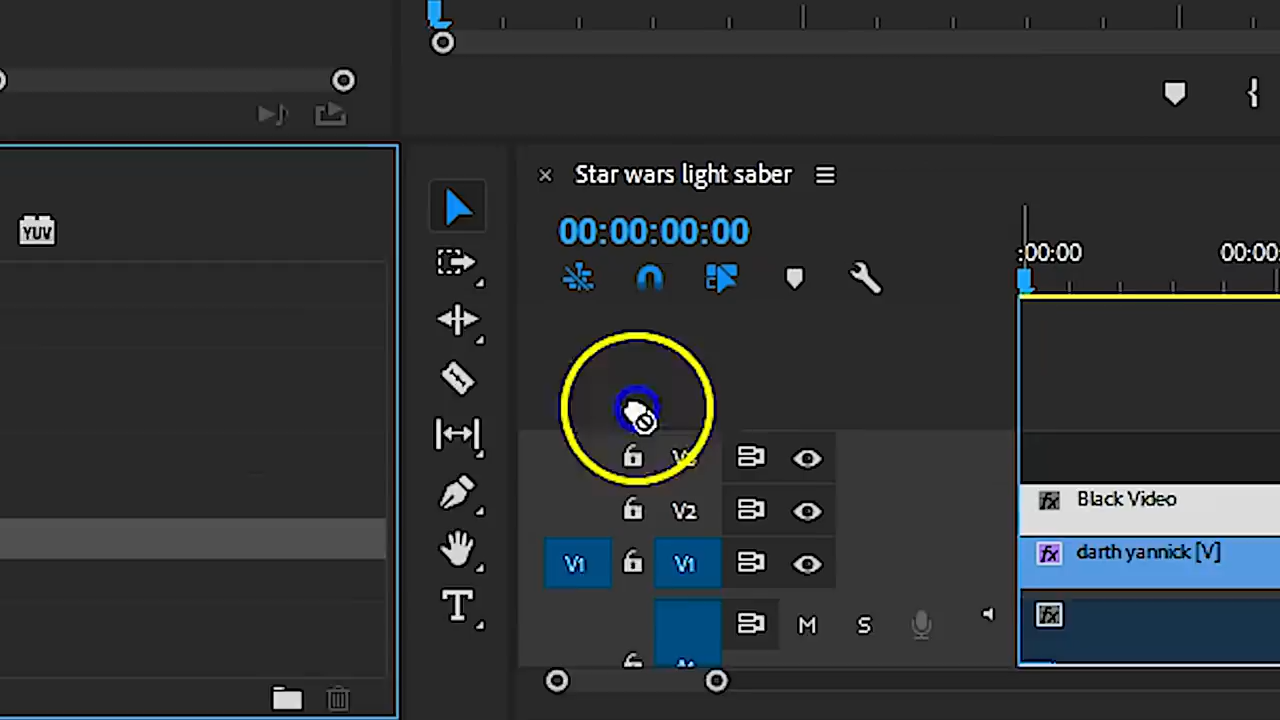 Star wars light saber
YUV
00:00:00:00
:00:00
00:00
V2
Black Video
V1
V1
darth yannick [V]
M
S